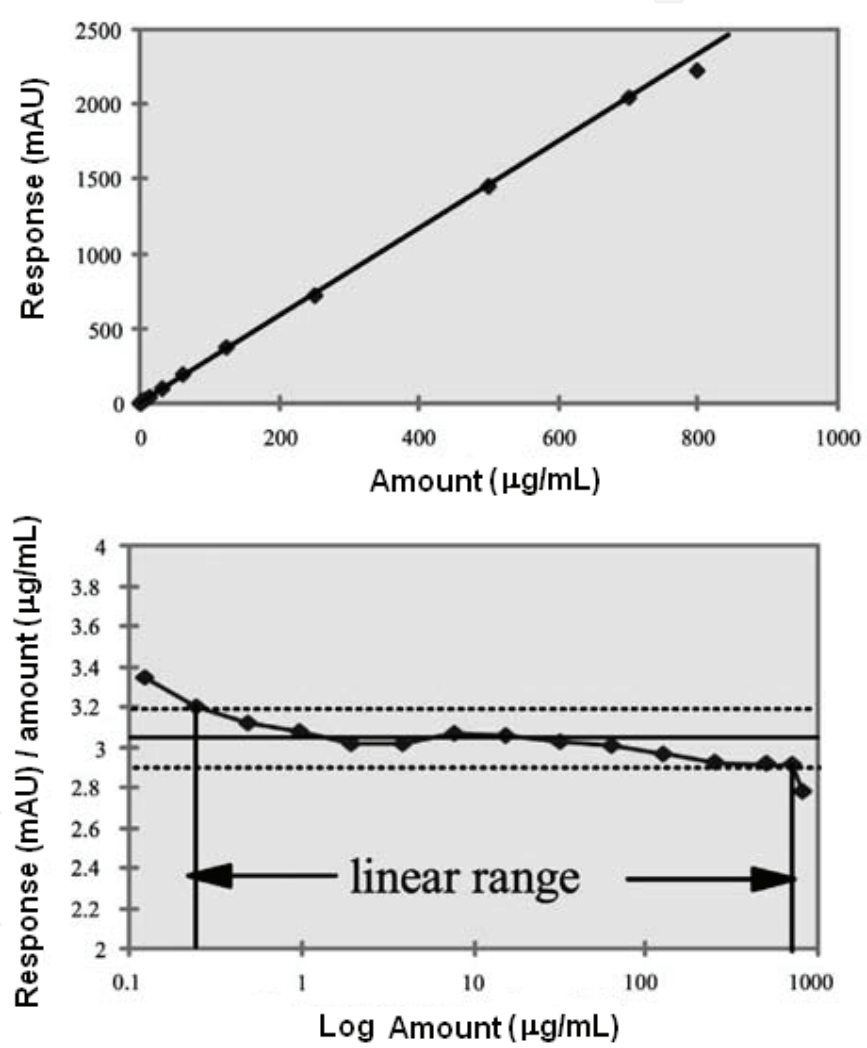 2500
2000
1500
1000
500
0
0 200 400 600 800 1000
Response (mAU)
Amount (μg/mL)
4
3.8
3.6
3.4
3.2
3
2.8
2.6
2.4
2.2
2
0.1 1 10 100 1000
linear range
Response (mAU) / amount (μg/mL)
Log Amount (μg/mL)